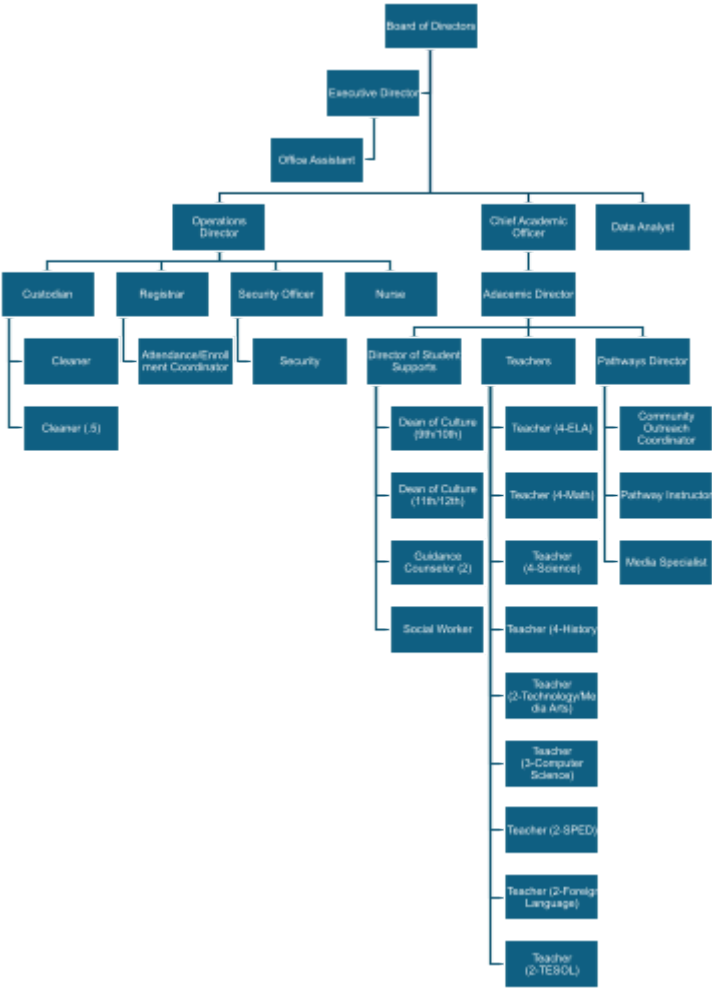 Board of Directors
Executive Director
Office Assistant
Operations
Director
Chief Academic
Officer
Data Analyst
Custodian
Registrar
Security Officer
Nurse
Adacemic Director
Cleaner
Attendance/Enroll
ment Coordinator
Security
Director of Student
Supports
Teachers
Pathways Director
Cleaner (.5)
Dean of Culture
(9th/10th)
Teacher (4-ELA)
Community
Outreach
Coordinator
Dean of Culture
(11th/12th)
Teacher (4-Math)
Pathway Instructor
Guidance
Counselor (2)
Teacher
(4-Science)
Media Specialist
Social Worker
Teacher (4-History
Teacher
(2-Technology/Me
dia Arts)
Teacher
(3-Computer
Science)
Teacher (2-SPED)
Teacher (2-Foreign
Language)
Teacher
(2-TESOL)